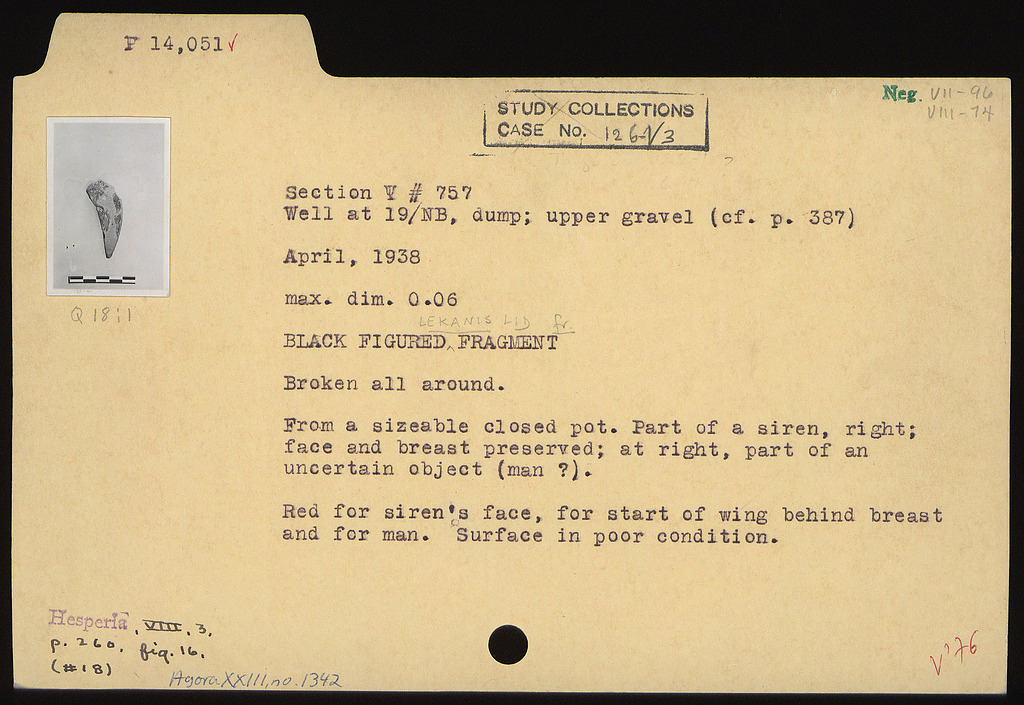 P 14,051 ✓
Neg. VII-96
VIII-74
STUDY COLLECTIONS
CASE No.
Q 18:1
Section Ψ # 757
Well at 19/NB, dump; upper gravel (cf. p. 387)
April, 1938
max. dim. 0.06
LEKANIS LID fr.
BLACK FIGURED FRAGMENT
Broken all around.
From a sizeable closed pot. Part of a siren, right;
face and breast preserved; at right, part of an
uncertain object (man ?).
Red for siren's face, for start of wing behind breast
and for man. Surface in poor condition.
Hesperia, VIII, 3,
p. 260, fig. 16.
(#18)
Agora XXIII, no. 1342
V'76